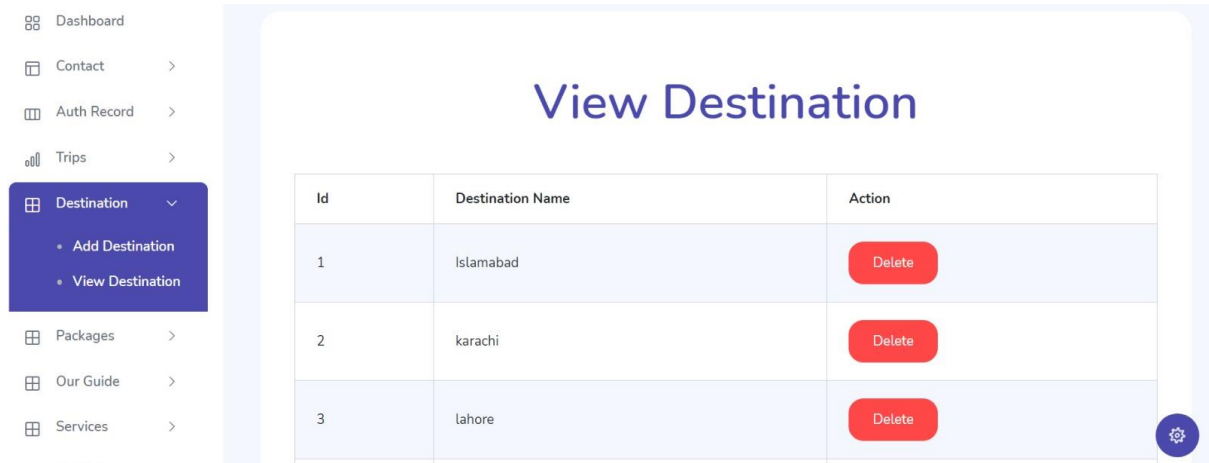 Dashboard
Contact
Auth Record
Trips
Destination
Add Destination
View Destination
Packages
Our Guide
Services
View Destination
Id Destination Name Action
1 Islamabad Delete
2 karachi Delete
3 lahore Delete